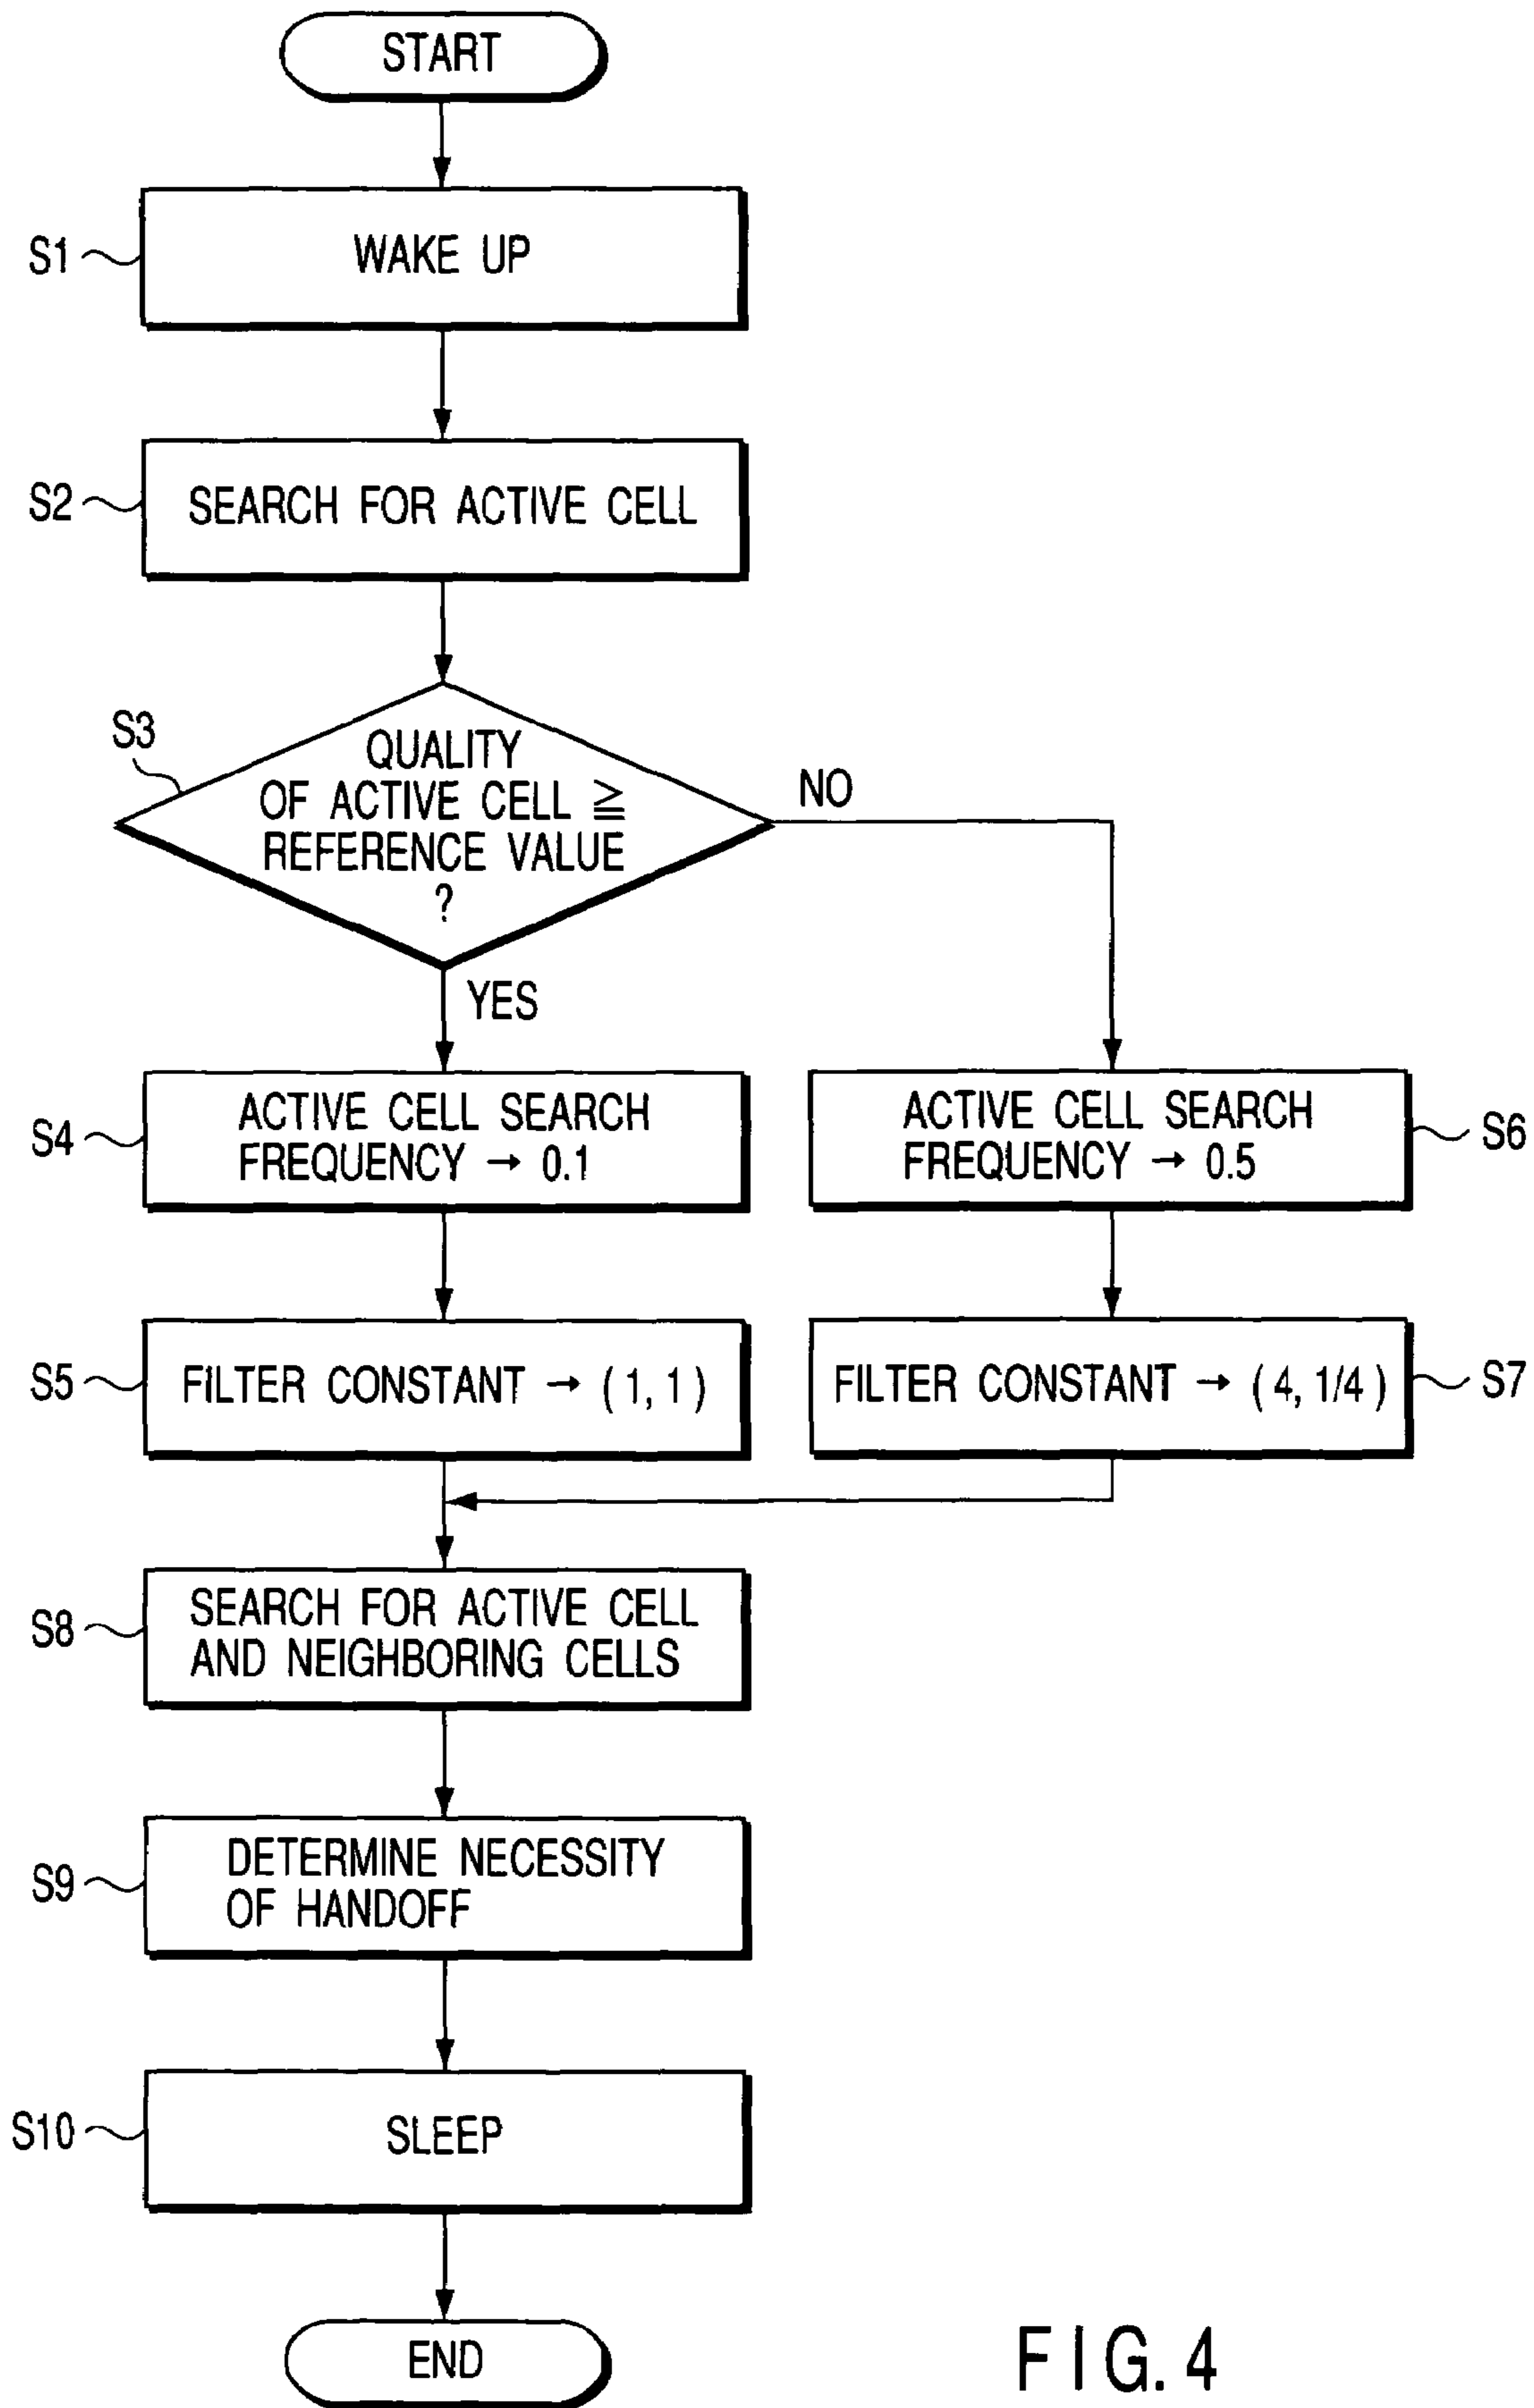 START
S1
WAKE UP
S2
SEARCH FOR ACTIVE CELL
S3
QUALITY
OF ACTIVE CELL ≧
REFERENCE VALUE
?
NO
YES
S4
ACTIVE CELL SEARCH
FREQUENCY → 0.1
ACTIVE CELL SEARCH
FREQUENCY → 0.5
S6
S5
FILTER CONSTANT → (1, 1)
FILTER CONSTANT → (4, 1/4)
S7
S8
SEARCH FOR ACTIVE CELL
AND NEIGHBORING CELLS
S9
DETERMINE NECESSITY
OF HANDOFF
S10
SLEEP
END
FIG. 4